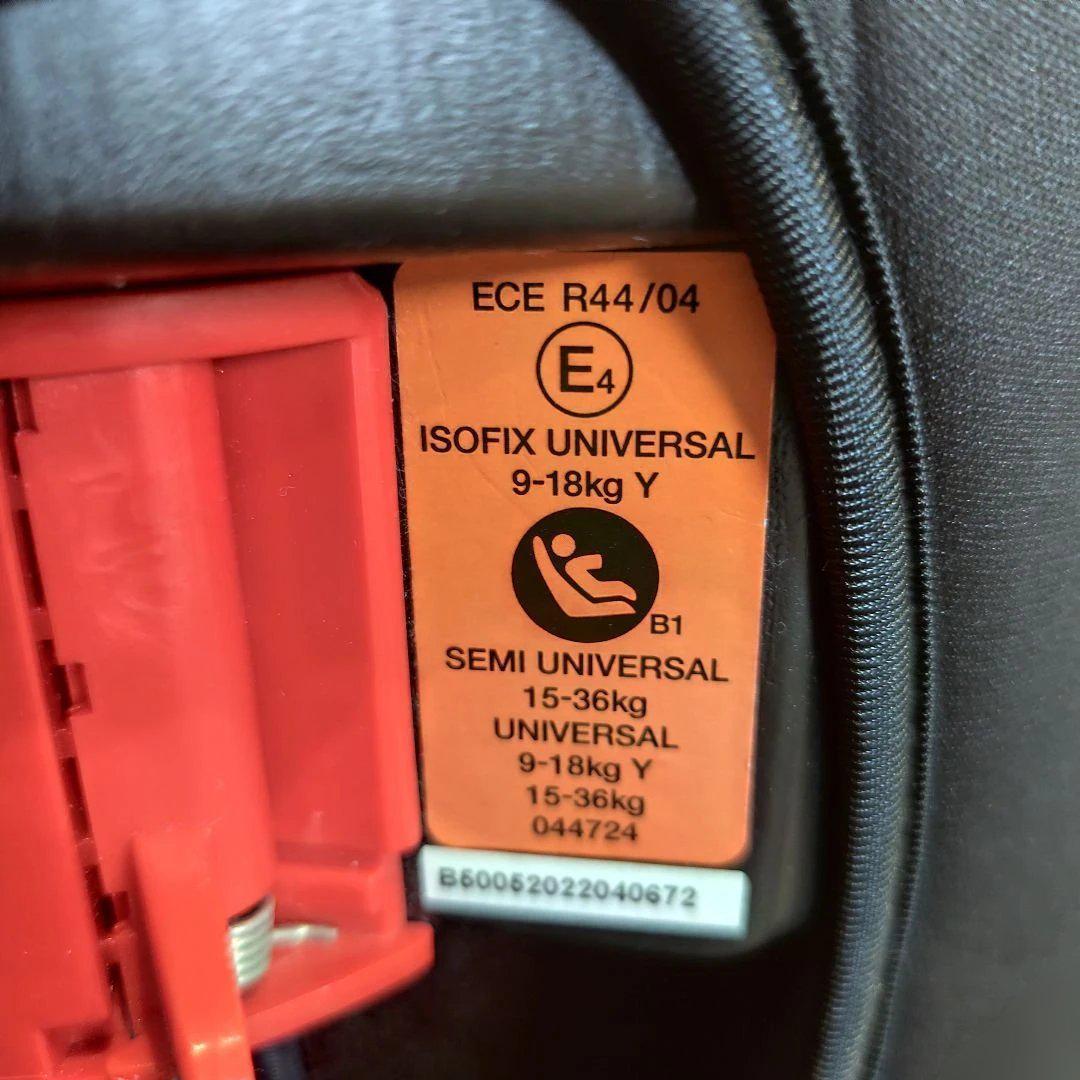 ECE R44/04
E4
ISOFIX UNIVERSAL
9-18kg Y
B1
SEMI UNIVERSAL
15-36kg
UNIVERSAL
9-18kg Y
15-36kg
044724
B50052022040672